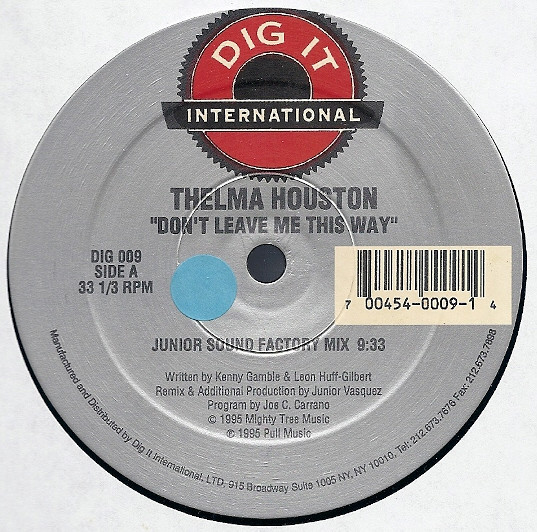 DIG IT
INTERNATIONAL
THELMA HOUSTON
"DON'T LEAVE ME THIS WAY"
DIG 009
SIDE A
33 1/3 RPM
7 00454-0009-1 4
JUNIOR SOUND FACTORY MIX 9:33
Written by Kenny Gamble & Leon Huff-Gilbert
Remix & Additional Production by Junior Vasquez
Program by Joe C. Carrano
© 1995 Mighty Tree Music
© 1995 Pull Music
Manufactured and Distributed by Dig It International, LTD, 915 Broadway Suite 1005 NY, NY 10010, Tel: 212.673.7676 Fax: 212.673.7898